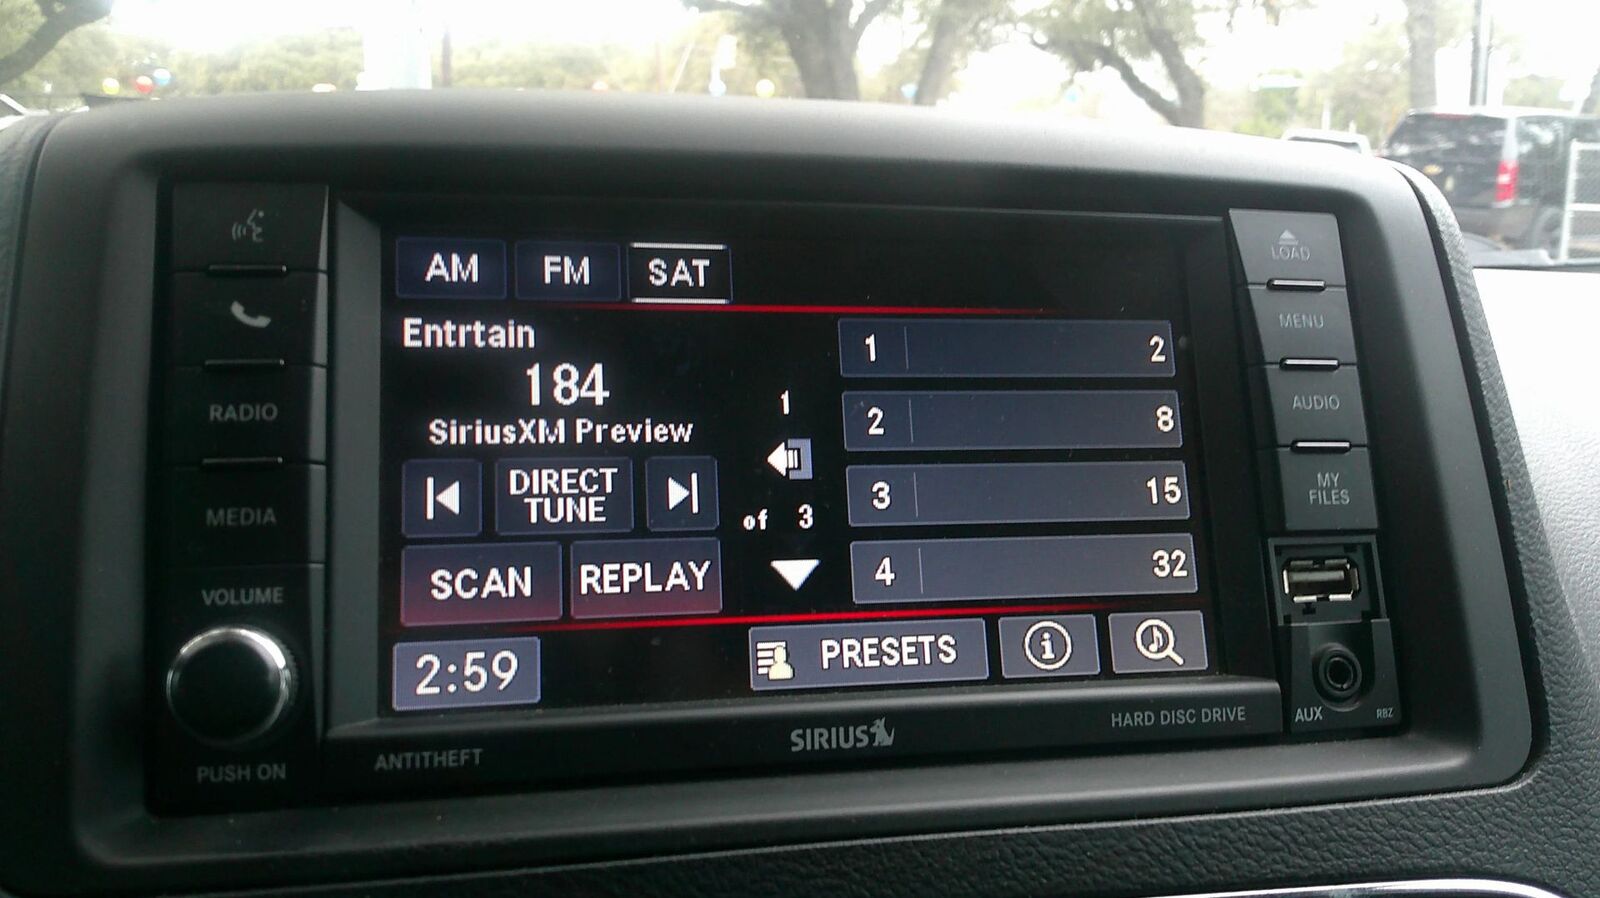 AM FM SAT
Entrtain
184
SiriusXM Preview
DIRECT
TUNE
SCAN REPLAY
1
of 3
1 2
2 8
3 15
4 32
2:59
PRESETS
i
RADIO
MEDIA
VOLUME
PUSH ON
LOAD
MENU
AUDIO
MY
FILES
AUX
RBZ
ANTITHEFT
SIRIUS
HARD DISC DRIVE